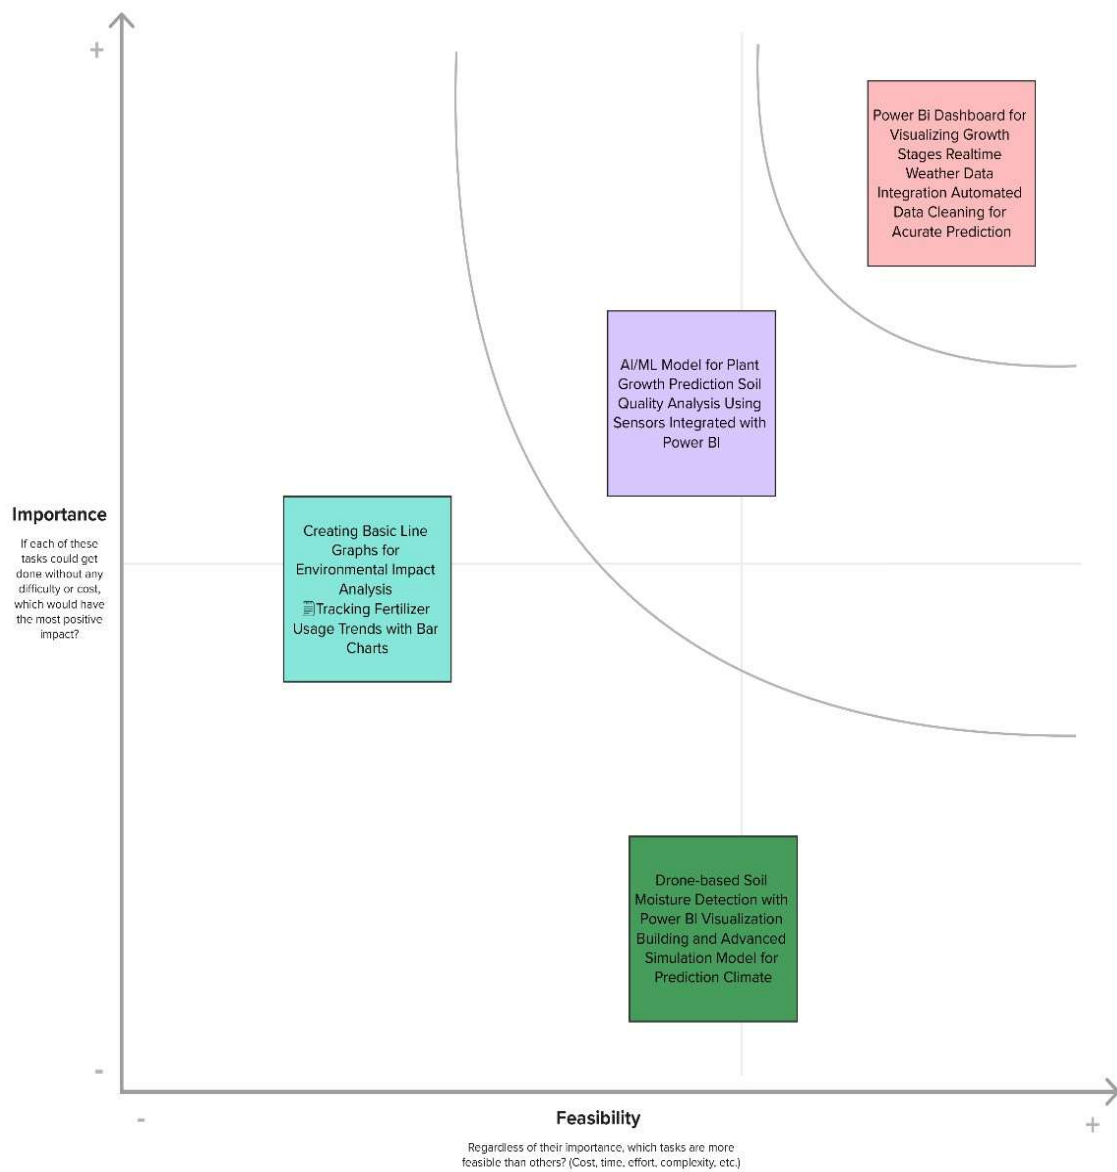 +
Power Bi Dashboard for
Visualizing Growth
Stages Realtime
Weather Data
Integration Automated
Data Cleaning for
Acurate Prediction
AI/ML Model for Plant
Growth Prediction Soil
Quality Analysis Using
Sensors Integrated with
Power BI
Importance
If each of these
tasks could get
done without any
difficulty or cost,
which would have
the most positive
impact?
Creating Basic Line
Graphs for
Environmental Impact
Analysis
Tracking Fertilizer
Usage Trends with Bar
Charts
Drone-based Soil
Moisture Detection with
Power BI Visualization
Building and Advanced
Simulation Model for
Prediction Climate
-
-
Feasibility
+
Regardless of their importance, which tasks are more
feasible than others? (Cost, time, effort, complexity, etc.)